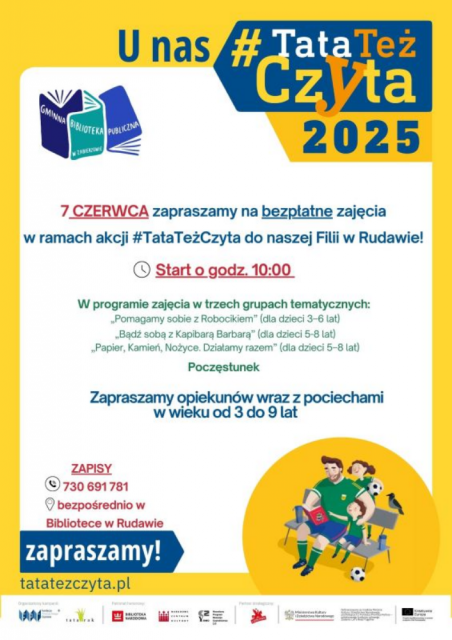 U nas #TataTeż
Czyta
2025
GMINNA
BIBLIOTEKA
PUBLICZNA
7 CZERWCA zapraszamy na bezpłatne zajęcia
w ramach akcji #TataTeżCzyta do naszej Filii w Rudawie!
Start o godz. 10:00
W programie zajęcia w trzech grupach tematycznych:
„Pomagamy sobie z Robocikiem” (dla dzieci 3–6 lat)
„Bądź sobą z Kapibarą Barbarą” (dla dzieci 5-8 lat)
„Papier, Kamień, Nożyce. Działamy razem” (dla dzieci 5–8 lat)
Poczęstunek
Zapraszamy opiekunów wraz z pociechami
w wieku od 3 do 9 lat
ZAPISY
730 691 781
bezpośrednio w
Bibliotece w Rudawie
zapraszamy!
tatatezczyta.pl